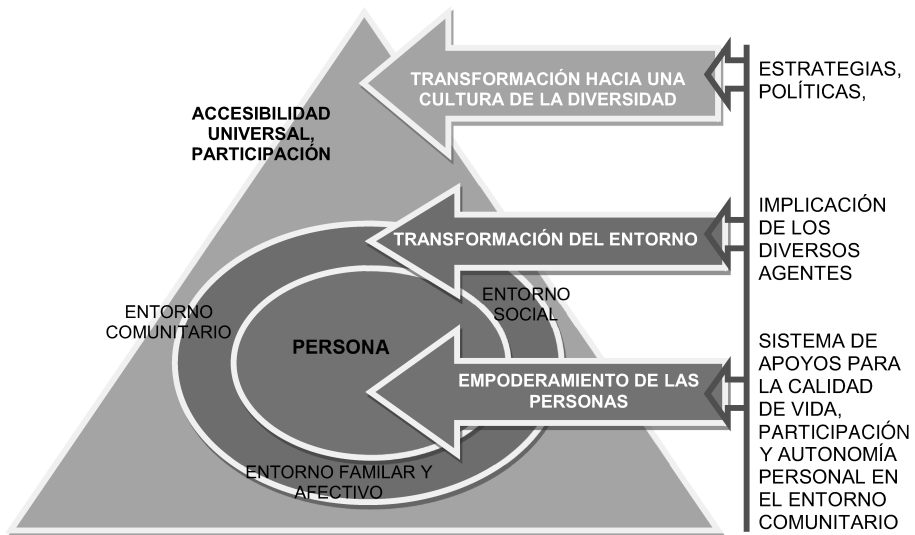 TRANSFORMACIÓN HACIA UNA
CULTURA DE LA DIVERSIDAD
ESTRATEGIAS,
POLÍTICAS,
ACCESIBILIDAD
UNIVERSAL,
PARTICIPACIÓN
TRANSFORMACIÓN DEL ENTORNO
IMPLICACIÓN
DE LOS
DIVERSOS
AGENTES
ENTORNO
COMUNITARIO
ENTORNO
SOCIAL
PERSONA
EMPODERAMIENTO DE LAS
PERSONAS
SISTEMA DE
APOYOS PARA
LA CALIDAD
DE VIDA,
PARTICIPACIÓN
Y AUTONOMÍA
PERSONAL EN
EL ENTORNO
COMUNITARIO
ENTORNO FAMILAR Y
AFECTIVO